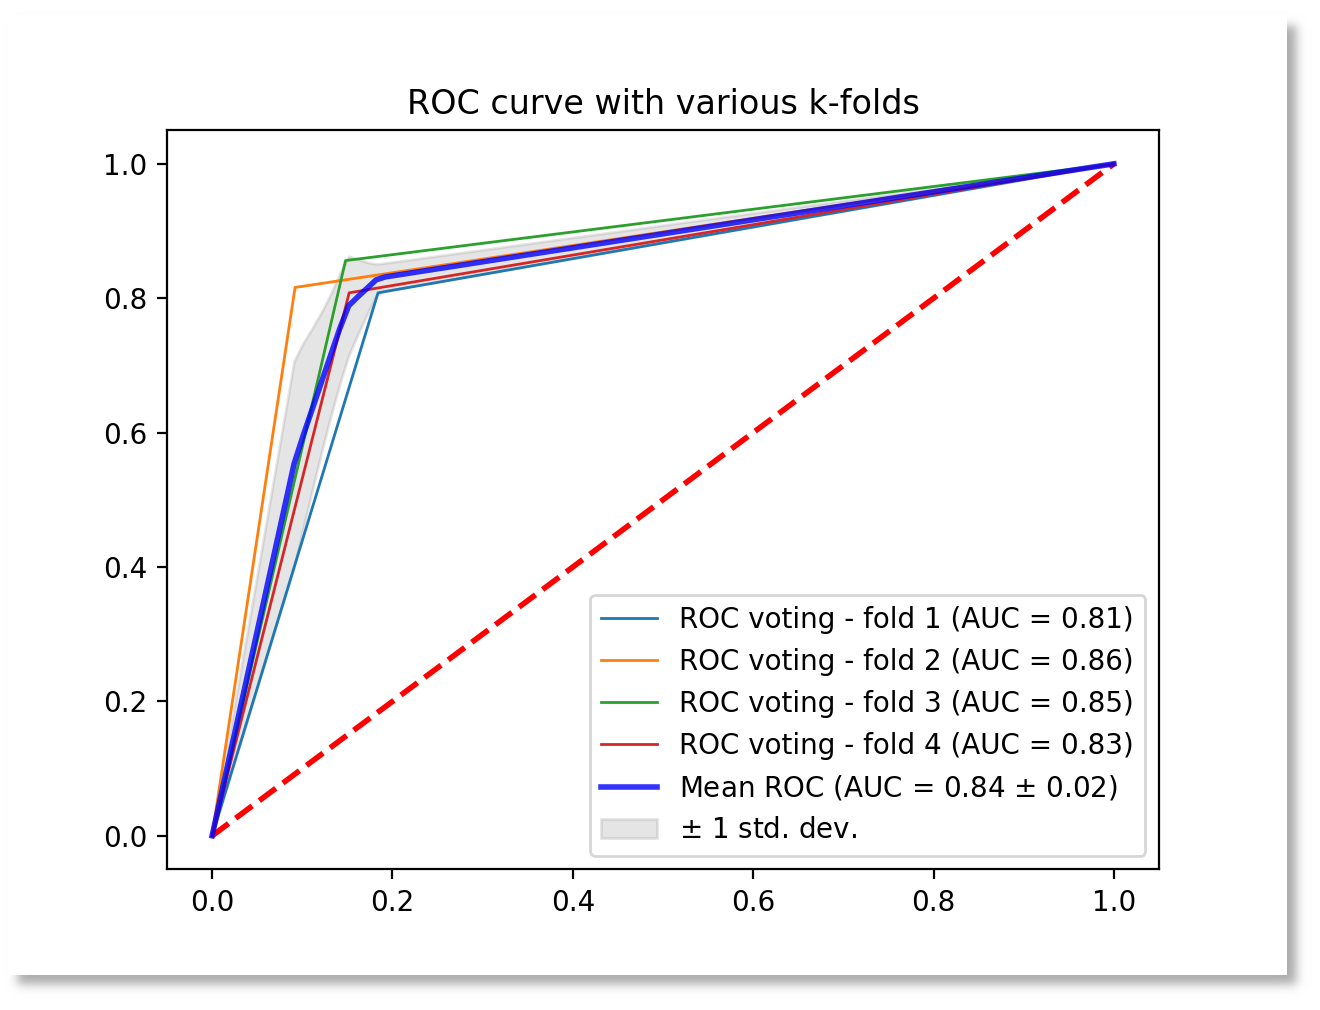 ROC curve with various k-folds
1.0
0.8
0.6
0.4
0.2
0.0
ROC voting - fold 1 (AUC = 0.81)
ROC voting - fold 2 (AUC = 0.86)
ROC voting - fold 3 (AUC = 0.85)
ROC voting - fold 4 (AUC = 0.83)
Mean ROC (AUC = 0.84 ± 0.02)
± 1 std. dev.
0.0 0.2 0.4 0.6 0.8 1.0